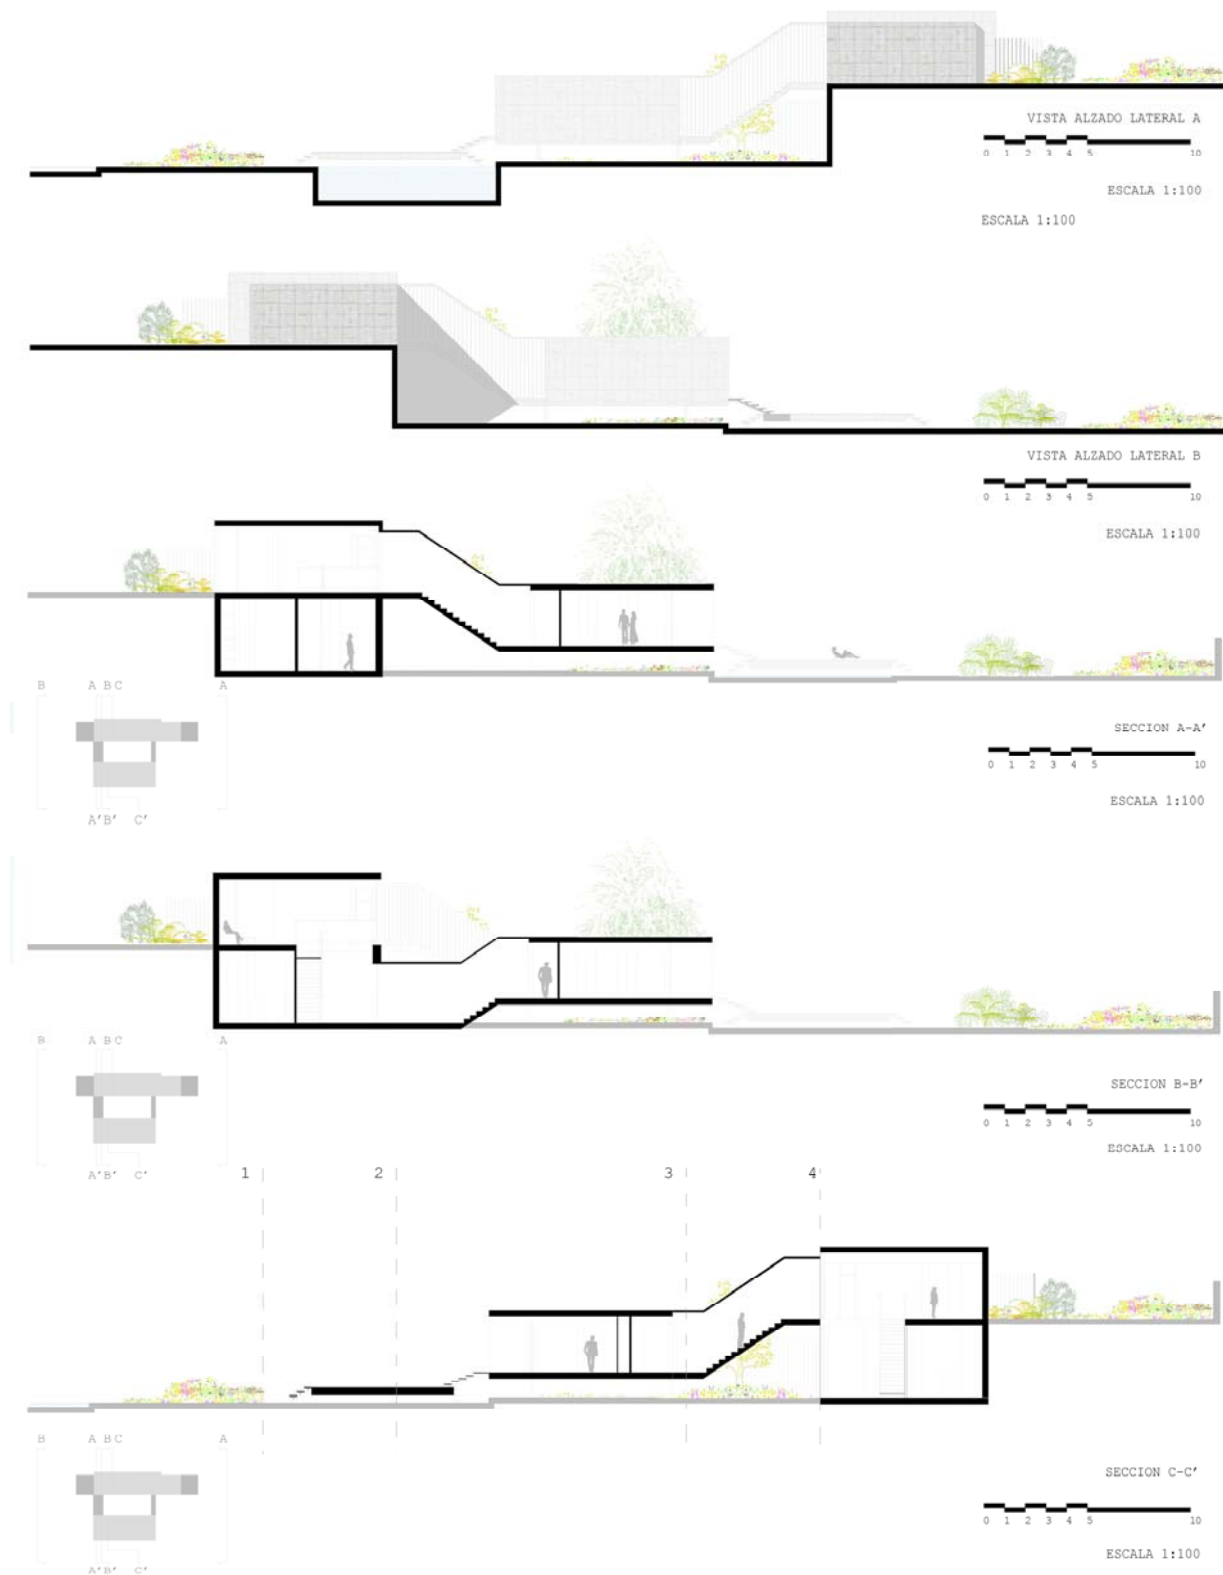 VISTA ALZADO LATERAL A
0 1 2 3 4 5 10
ESCALA 1:100
ESCALA 1:100
VISTA ALZADO LATERAL B
0 1 2 3 4 5 10
ESCALA 1:100
B A B C A
SECCION A-A'
0 1 2 3 4 5 10
ESCALA 1:100
A' B' C'
B A B C A
SECCION B-B'
0 1 2 3 4 5 10
ESCALA 1:100
A' B' C'
1 2 3 4
B A B C A
SECCION C-C'
0 1 2 3 4 5 10
ESCALA 1:100
A' B' C'